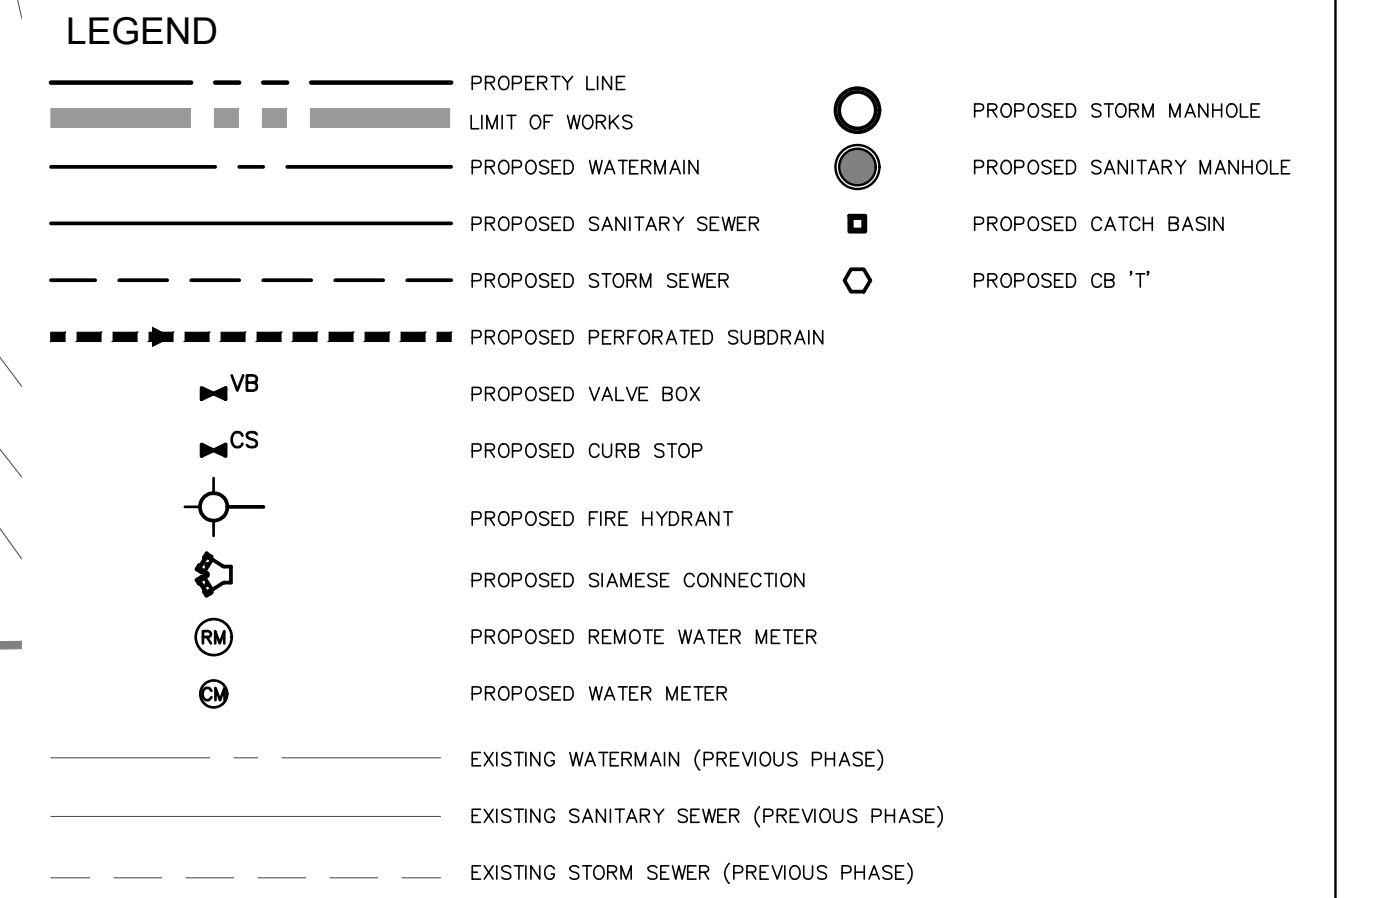 LEGEND
PROPERTY LINE
LIMIT OF WORKS
PROPOSED WATERMAIN
PROPOSED SANITARY SEWER
PROPOSED STORM SEWER
PROPOSED PERFORATED SUBDRAIN
VB
PROPOSED VALVE BOX
CS
PROPOSED CURB STOP
PROPOSED FIRE HYDRANT
PROPOSED SIAMESE CONNECTION
RM
PROPOSED REMOTE WATER METER
CM
PROPOSED WATER METER
EXISTING WATERMAIN (PREVIOUS PHASE)
EXISTING SANITARY SEWER (PREVIOUS PHASE)
EXISTING STORM SEWER (PREVIOUS PHASE)
PROPOSED STORM MANHOLE
PROPOSED SANITARY MANHOLE
PROPOSED CATCH BASIN
PROPOSED CB 'T'